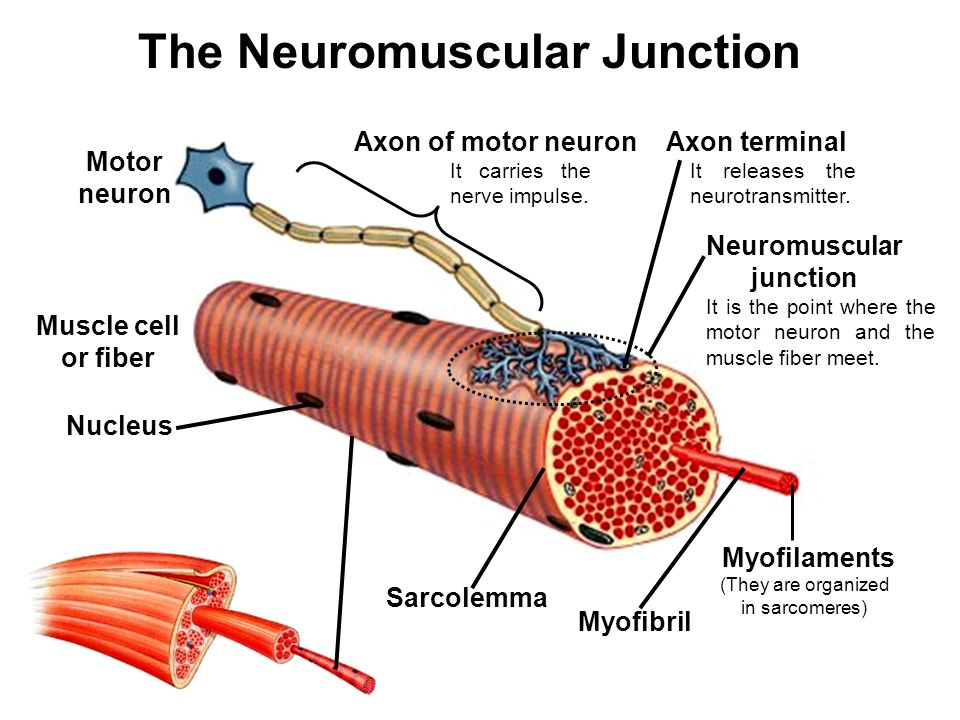 The Neuromuscular Junction
Motor
neuron
Axon of motor neuron
It carries the
nerve impulse.
Axon terminal
It releases the
neurotransmitter.
Neuromuscular
junction
It is the point where the
motor neuron and the
muscle fiber meet.
Muscle cell
or fiber
Nucleus
Sarcolemma
Myofibril
Myofilaments
(They are organized
in sarcomeres)